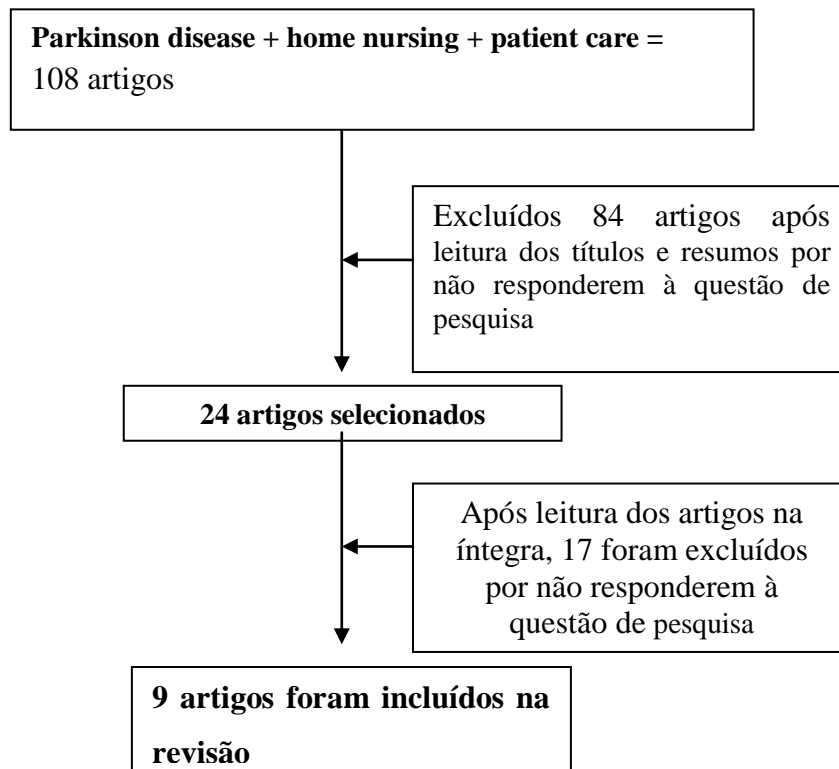 Parkinson disease + home nursing + patient care =
108 artigos
Excluídos 84 artigos após
leitura dos títulos e resumos por
não responderem à questão de
pesquisa
24 artigos selecionados
Após leitura dos artigos na
íntegra, 17 foram excluídos
por não responderem à
questão de pesquisa
9 artigos foram incluídos na
revisão